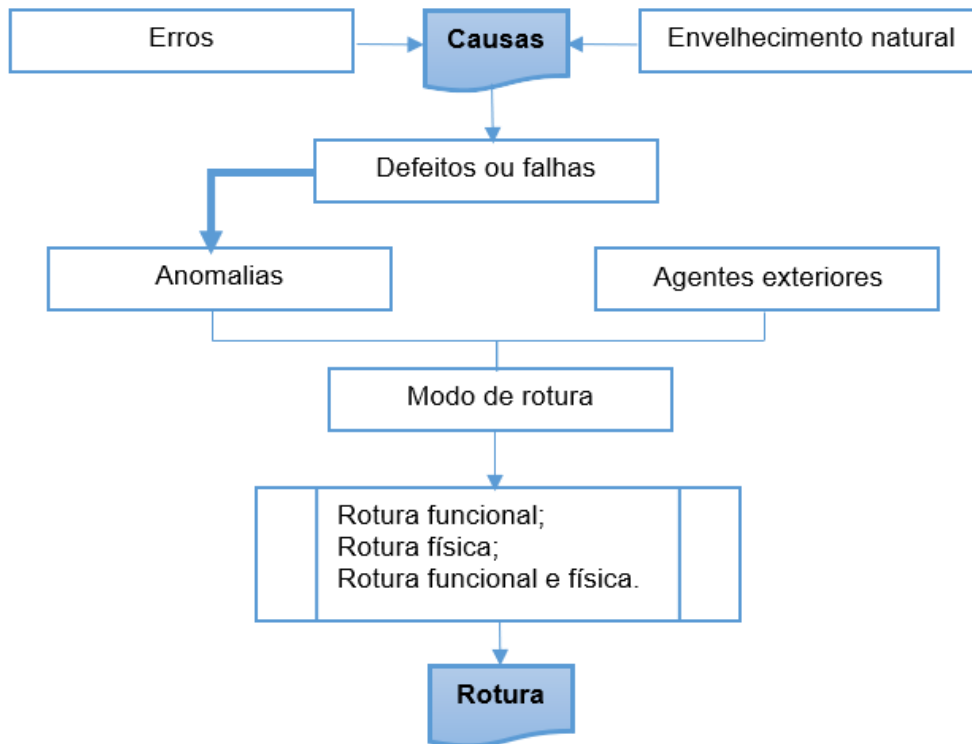 Erros
Causas
Envelhecimento natural
Defeitos ou falhas
Anomalias
Agentes exteriores
Modo de rotura
Rotura funcional;
Rotura física;
Rotura funcional e física.
Rotura